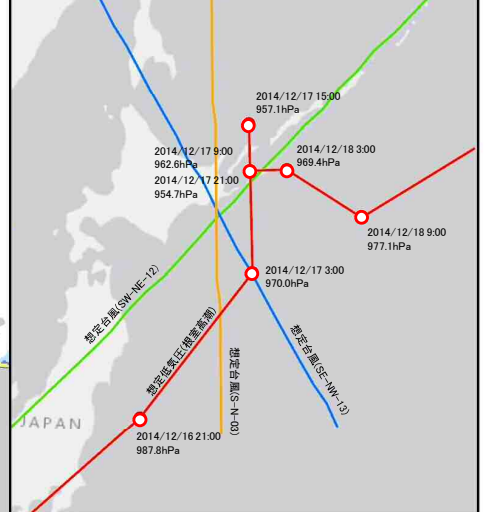 2014/12/17 15:00
957.1hPa
2014/12/17 9:00
962.6hPa
2014/12/17 21:00
954.7hPa
2014/12/18 3:00
969.4hPa
2014/12/18 9:00
977.1hPa
2014/12/17 3:00
970.0hPa
想定台風(SW-NE-12)
想定低気圧(根室高潮)
想定台風(S-N-03)
想定台風(SE-NW-13)
JAPAN
2014/12/16 21:00
987.8hPa